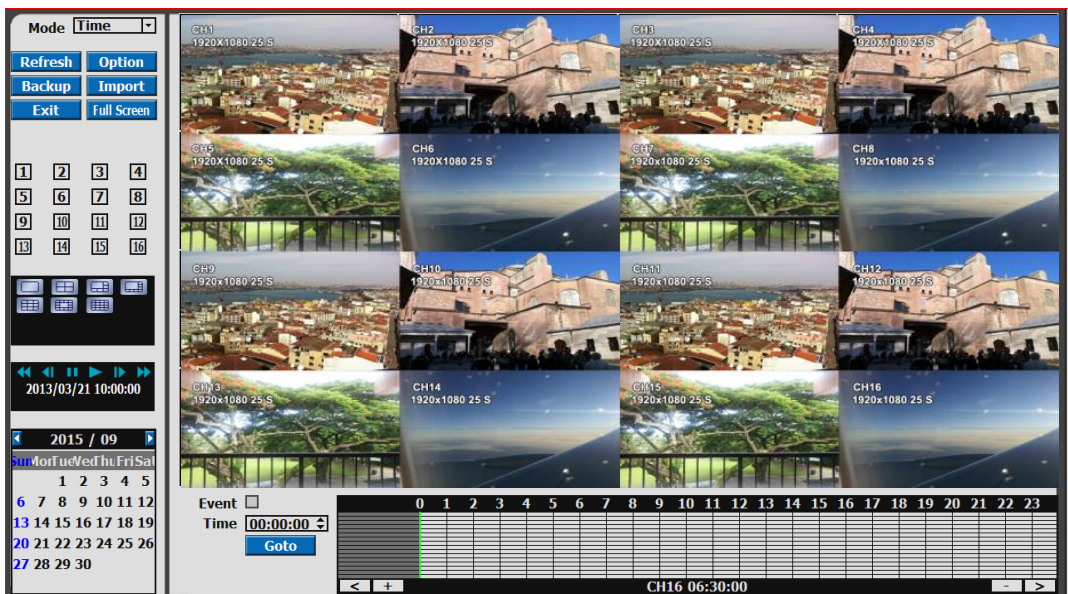 Mode Time
Refresh Option
Backup Import
Exit Full Screen
1 2 3 4
5 6 7 8
9 10 11 12
13 14 15 16
2013/03/21 10:00:00
2015 / 09
Sun Mon Tue Wed Thu Fri Sat
1 2 3 4 5
6 7 8 9 10 11 12
13 14 15 16 17 18 19
20 21 22 23 24 25 26
27 28 29 30
CH1 CH2 CH3 CH4
1920X1080 25 S 1920X1080 25 S 1920X1080 25 S 1920X1080 25 S
CH5 CH6 CH7 CH8
1920X1080 25 S 1920X1080 25 S 1920x1080 25 S 1920x1080 25 S
CH9 CH10 CH11 CH12
1920x1080 25 S 1920x1080 25 S 1920x1080 25 S 1920x1080 25 S
CH13 CH14 CH15 CH16
1920x1080 25 S 1920x1080 25 S 1920x1080 25 S 1920x1080 25 S
Event
Time 00:00:00
Goto
0 1 2 3 4 5 6 7 8 9 10 11 12 13 14 15 16 17 18 19 20 21 22 23
< + CH16 06:30:00 - >